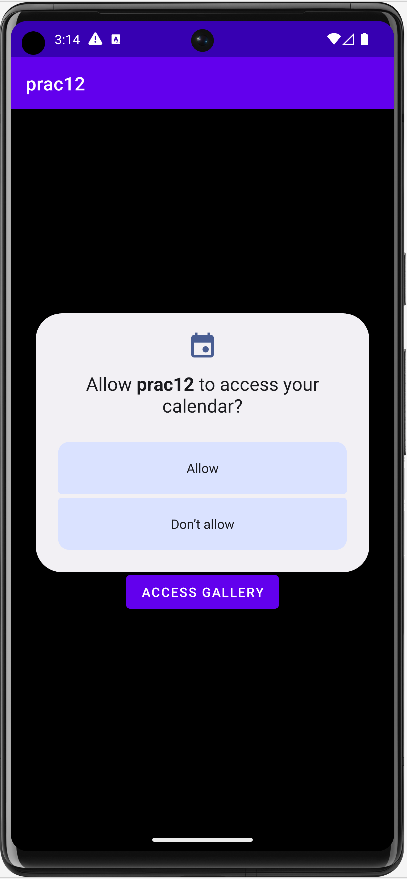 3:14
prac12
Allow prac12 to access your
calendar?
Allow
Don't allow
ACCESS GALLERY